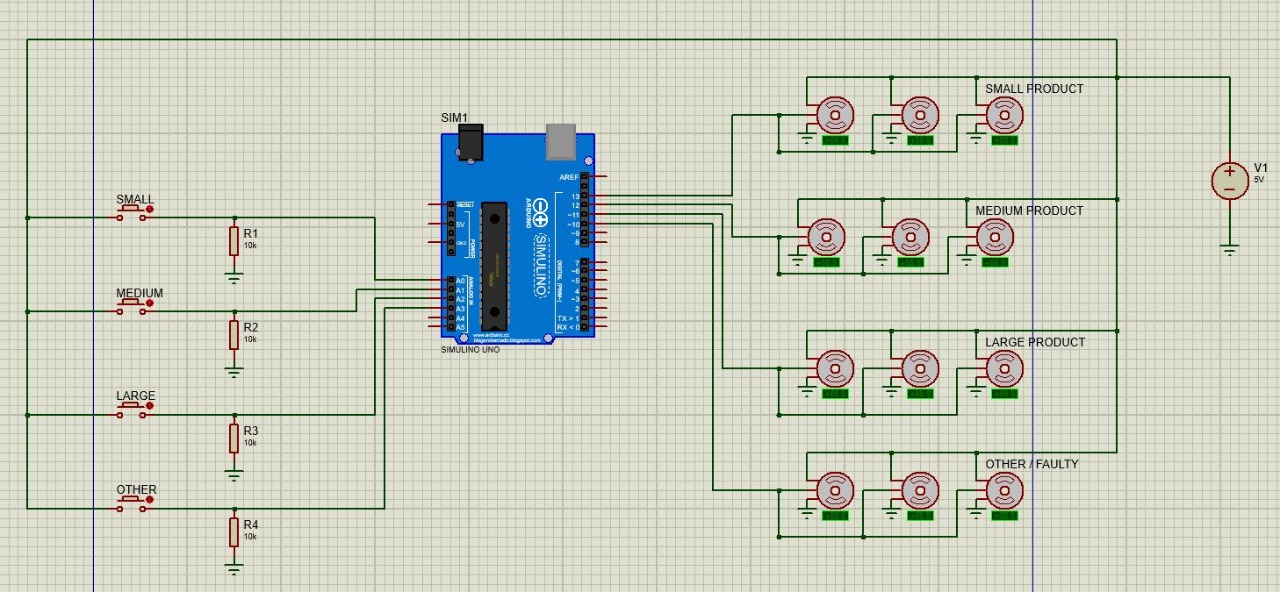 SIM1
SMALL PRODUCT
V1
5V
AREF
13
12
~11
~10
~9
8
RESET
5V
GND
POWER
ARDUINO
SIMULINO
DIGITAL (PWM~)
7
~6
~5
4
~3
2
TX > 1
RX < 0
A0
A1
A2
A3
A4
A5
ANALOG IN
www.arduino.cc
blogembarcado.blogspot.com
SIMULINO UNO
SMALL
R1
10k
MEDIUM PRODUCT
MEDIUM
R2
10k
LARGE PRODUCT
LARGE
R3
10k
OTHER / FAULTY
OTHER
R4
10k